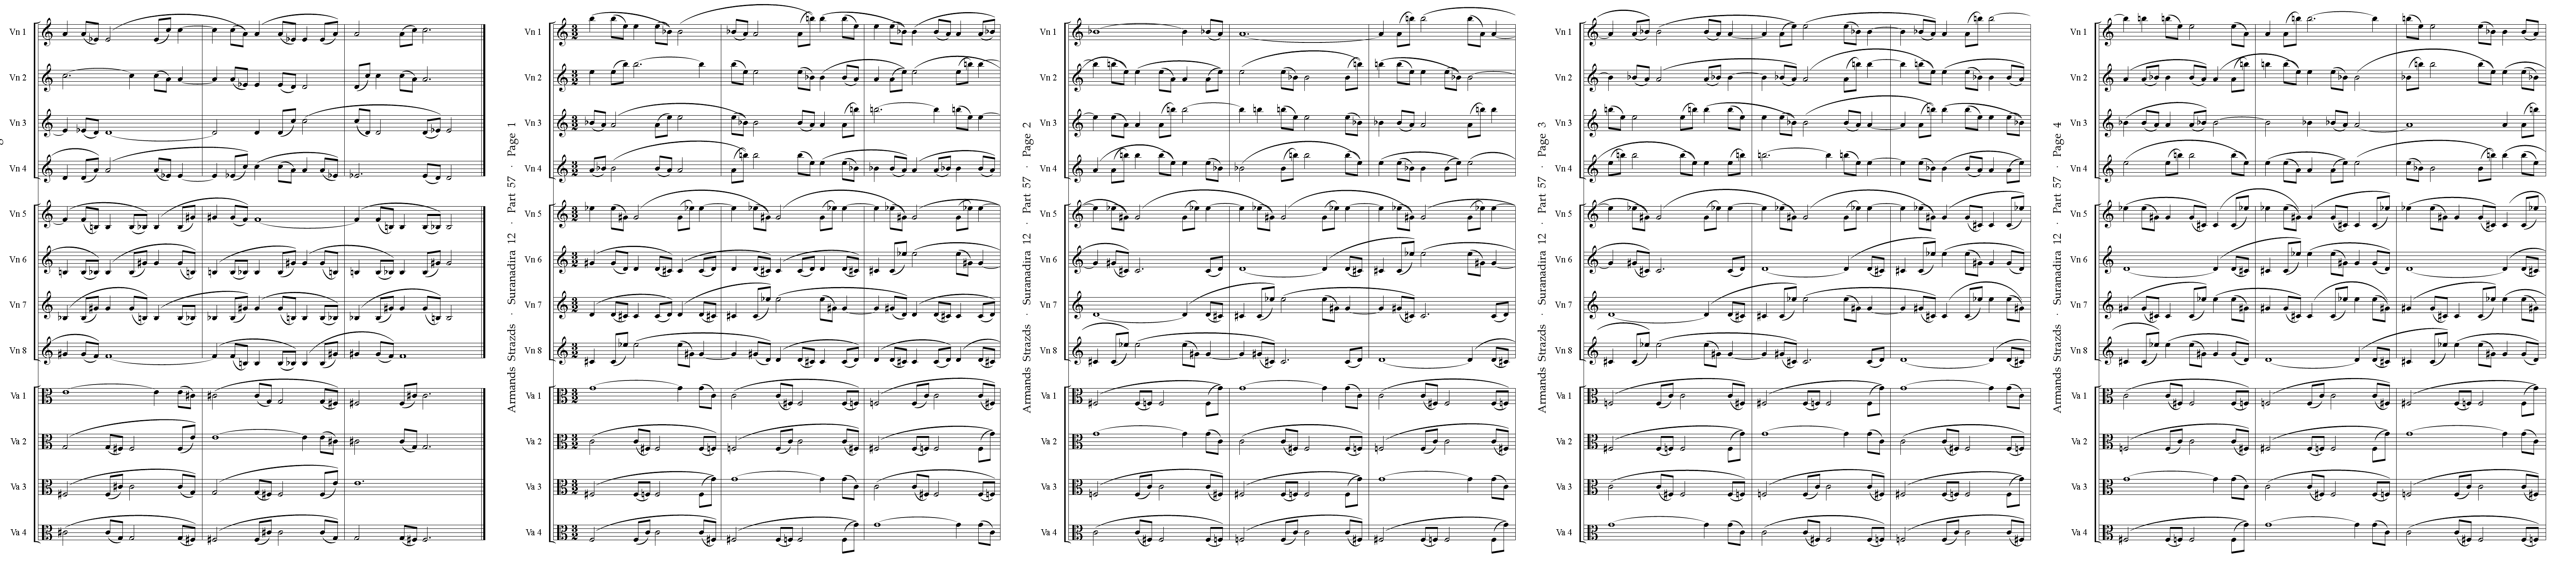 Vn 1
Vn 2
Vn 3
Vn 4
Vn 5
Vn 6
Vn 7
Vn 8
Va 1
Va 2
Va 3
Va 4
Armands Strazds · Suranadira 12 · Part 57 · Page 1
Vn 1
Vn 2
Vn 3
Vn 4
Vn 5
Vn 6
Vn 7
Vn 8
Va 1
Va 2
Va 3
Va 4
Armands Strazds · Suranadira 12 · Part 57 · Page 2
Vn 1
Vn 2
Vn 3
Vn 4
Vn 5
Vn 6
Vn 7
Vn 8
Va 1
Va 2
Va 3
Va 4
Armands Strazds · Suranadira 12 · Part 57 · Page 3
Vn 1
Vn 2
Vn 3
Vn 4
Vn 5
Vn 6
Vn 7
Vn 8
Va 1
Va 2
Va 3
Va 4
Armands Strazds · Suranadira 12 · Part 57 · Page 4
Vn 1
Vn 2
Vn 3
Vn 4
Vn 5
Vn 6
Vn 7
Vn 8
Va 1
Va 2
Va 3
Va 4